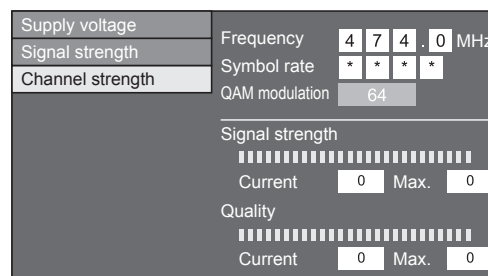 Supply voltage
Signal strength
Channel strength
Frequency 4 7 4 . 0 MHz
Symbol rate * * * *
QAM modulation 64
Signal strength
Current 0 Max. 0
Quality
Current 0 Max. 0